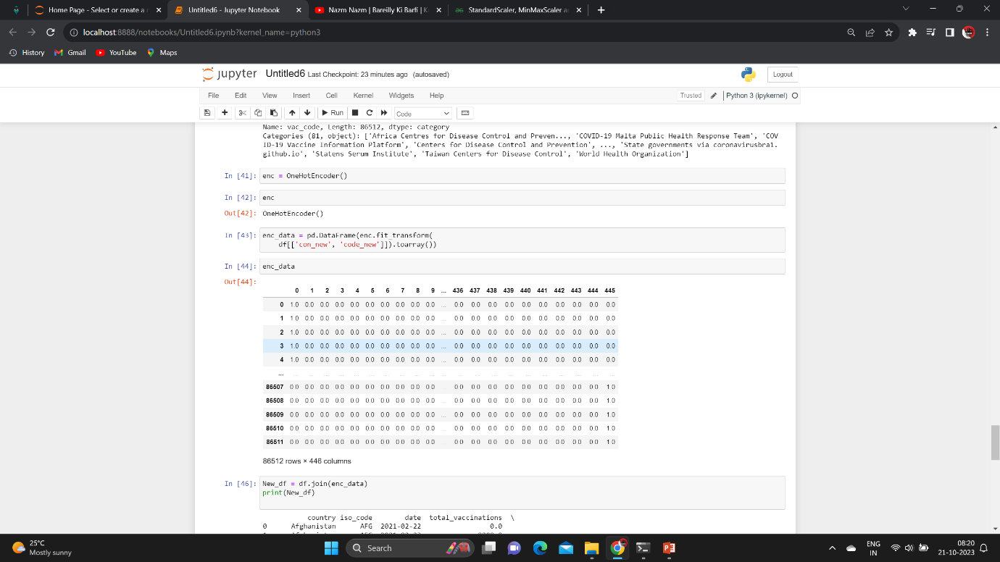 Home Page - Select or create a
Untitled6 - Jupyter Notebook
Nazm Nazm | Bareilly Ki Barfi | K
StandardScaler, MinMaxScaler a
localhost:8888/notebooks/Untitled6.ipynb?kernel_name=python3
History Gmail YouTube Maps
jupyter Untitled6 Last Checkpoint: 23 minutes ago (autosaved) Logout
File Edit View Insert Cell Kernel Widgets Help Trusted Python 3 (ipykernel)
Run Code
Name: vac_code, Length: 86512, dtype: category
Categories (81, object): ['Africa Centres for Disease Control and Preven..., 'COVID-19 Malta Public Health Response Team', 'COV
ID-19 Vaccine Information Platform', 'Centers for Disease Control and Prevention', ..., 'State governments via coronavirusbra1.
github.io', 'Statens Serum Institute', 'Taiwan Centers for Disease Control', 'World Health Organization']
In [41]: enc = OneHotEncoder()
In [42]: enc
Out[42]: OneHotEncoder()
In [43]: enc_data = pd.DataFrame(enc.fit_transform(
df[['con_new', 'code_new']]).toarray())
In [44]: enc_data
Out[44]:
0 1 2 3 4 5 6 7 8 9 ... 436 437 438 439 440 441 442 443 444 445
0 1.0 0.0 0.0 0.0 0.0 0.0 0.0 0.0 0.0 0.0 ... 0.0 0.0 0.0 0.0 0.0 0.0 0.0 0.0 0.0 0.0
1 1.0 0.0 0.0 0.0 0.0 0.0 0.0 0.0 0.0 0.0 ... 0.0 0.0 0.0 0.0 0.0 0.0 0.0 0.0 0.0 0.0
2 1.0 0.0 0.0 0.0 0.0 0.0 0.0 0.0 0.0 0.0 ... 0.0 0.0 0.0 0.0 0.0 0.0 0.0 0.0 0.0 0.0
3 1.0 0.0 0.0 0.0 0.0 0.0 0.0 0.0 0.0 0.0 ... 0.0 0.0 0.0 0.0 0.0 0.0 0.0 0.0 0.0 0.0
4 1.0 0.0 0.0 0.0 0.0 0.0 0.0 0.0 0.0 0.0 ... 0.0 0.0 0.0 0.0 0.0 0.0 0.0 0.0 0.0 0.0
... ... ... ... ... ... ... ... ... ... ... ... ... ... ... ... ... ... ... ... ... ...
86507 0.0 0.0 0.0 0.0 0.0 0.0 0.0 0.0 0.0 0.0 ... 0.0 0.0 0.0 0.0 0.0 0.0 0.0 0.0 0.0 1.0
86508 0.0 0.0 0.0 0.0 0.0 0.0 0.0 0.0 0.0 0.0 ... 0.0 0.0 0.0 0.0 0.0 0.0 0.0 0.0 0.0 1.0
86509 0.0 0.0 0.0 0.0 0.0 0.0 0.0 0.0 0.0 0.0 ... 0.0 0.0 0.0 0.0 0.0 0.0 0.0 0.0 0.0 1.0
86510 0.0 0.0 0.0 0.0 0.0 0.0 0.0 0.0 0.0 0.0 ... 0.0 0.0 0.0 0.0 0.0 0.0 0.0 0.0 0.0 1.0
86511 0.0 0.0 0.0 0.0 0.0 0.0 0.0 0.0 0.0 0.0 ... 0.0 0.0 0.0 0.0 0.0 0.0 0.0 0.0 0.0 1.0
86512 rows × 446 columns
In [46]: New_df = df.join(enc_data)
print(New_df)
country iso_code date total_vaccinations \
0 Afghanistan AFG 2021-02-22 0.0
25°C
Mostly sunny
Search
ENG
IN
08:20
21-10-2023